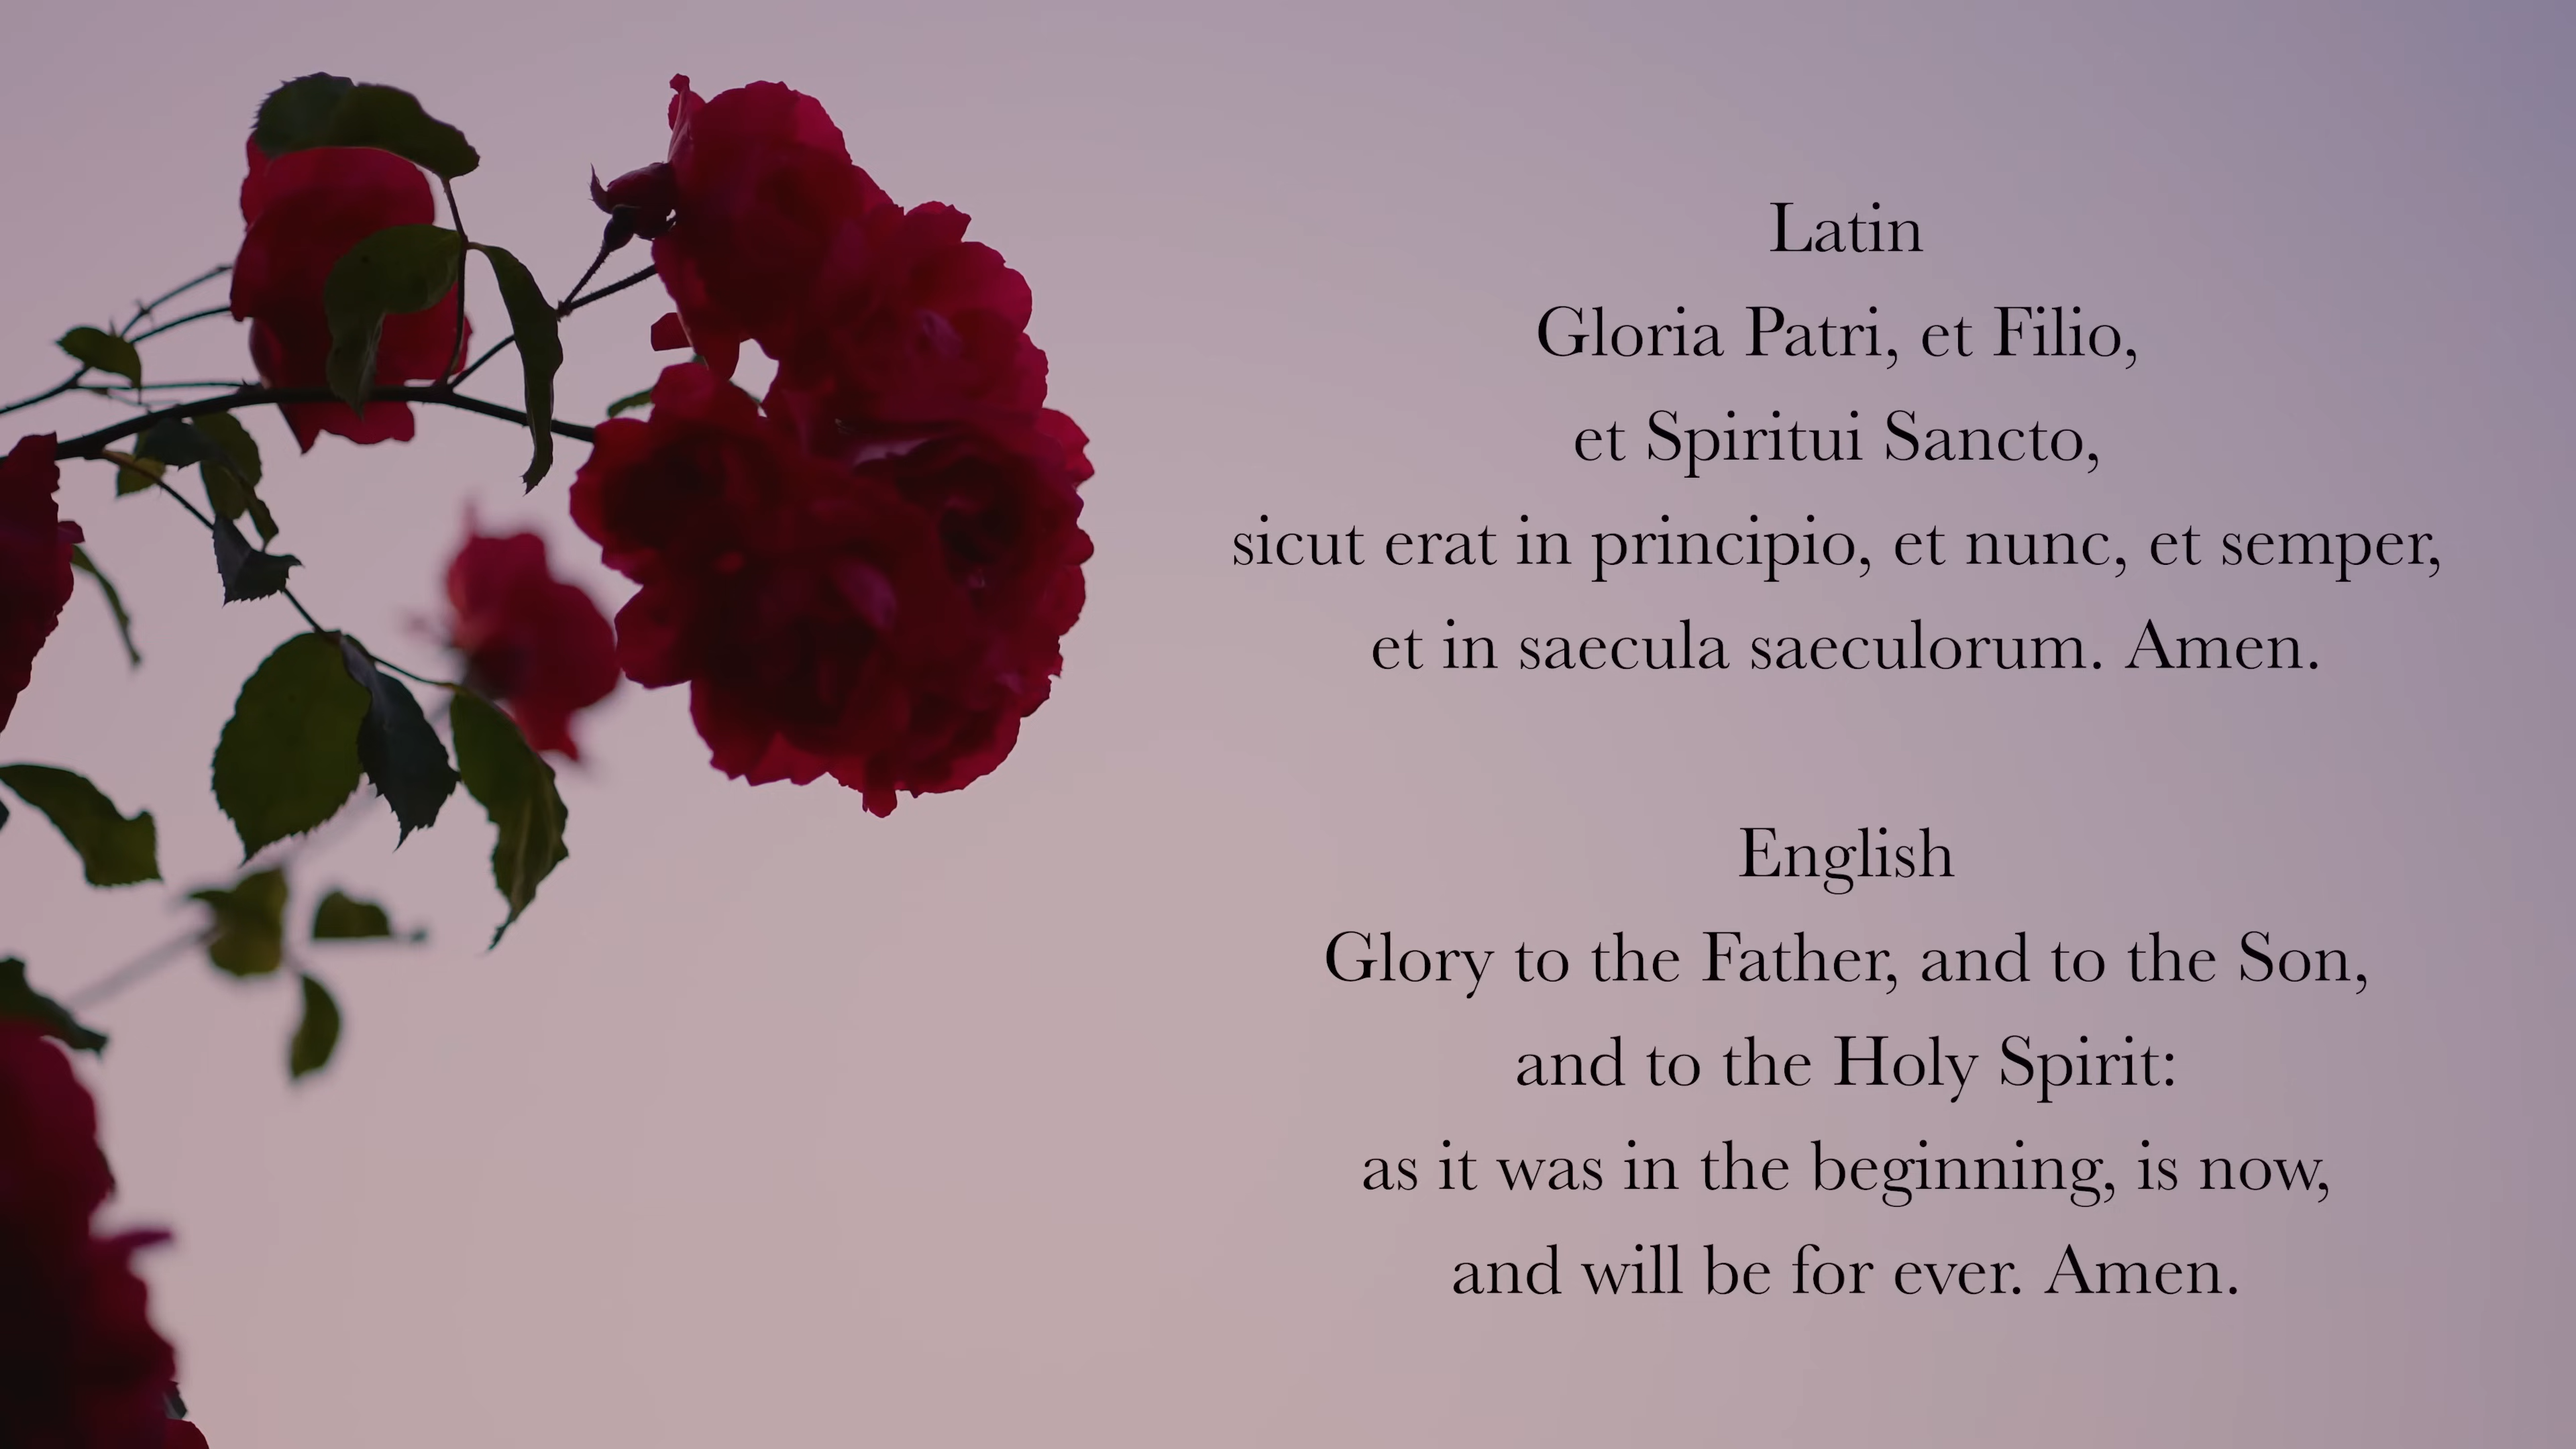 Latin
Gloria Patri, et Filio,
et Spiritui Sancto,
sicut erat in principio, et nunc, et semper,
et in saecula saeculorum. Amen.
English
Glory to the Father, and to the Son,
and to the Holy Spirit:
as it was in the beginning, is now,
and will be for ever. Amen.